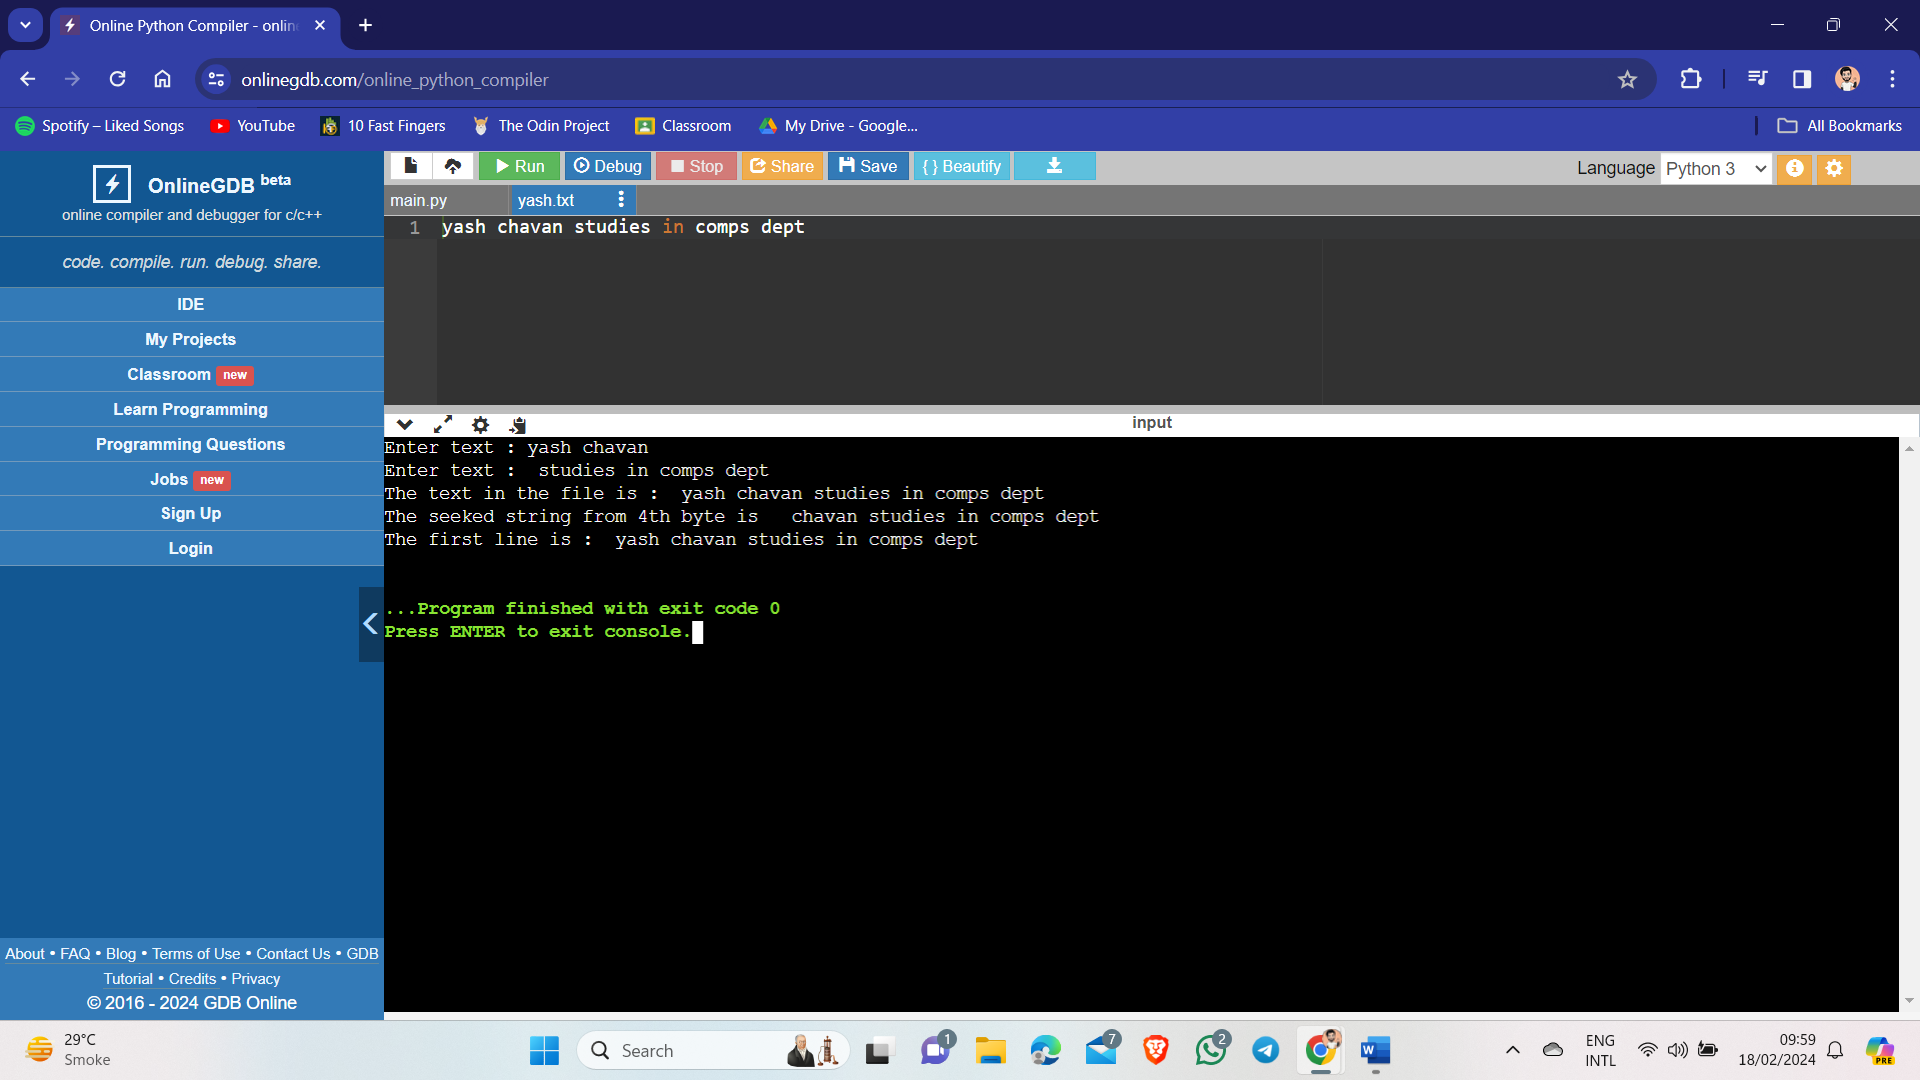 Online Python Compiler - onlin
onlinegdb.com/online_python_compiler
Spotify – Liked Songs
YouTube
10 Fast Fingers
The Odin Project
Classroom
My Drive - Google...
All Bookmarks
OnlineGDB beta
online compiler and debugger for c/c++
code. compile. run. debug. share.
IDE
My Projects
Classroom new
Learn Programming
Programming Questions
Jobs new
Sign Up
Login
About • FAQ • Blog • Terms of Use • Contact Us • GDB
Tutorial • Credits • Privacy
© 2016 - 2024 GDB Online
Run
Debug
Stop
Share
Save
{ } Beautify
Language Python 3
main.py
yash.txt
1 yash chavan studies in comps dept
input
Enter text : yash chavan
Enter text :  studies in comps dept
The text in the file is :  yash chavan studies in comps dept
The seeked string from 4th byte is   chavan studies in comps dept
The first line is :  yash chavan studies in comps dept
...Program finished with exit code 0
Press ENTER to exit console.
29°C
Smoke
Search
1
7
2
W
ENG
INTL
09:59
18/02/2024
PRE